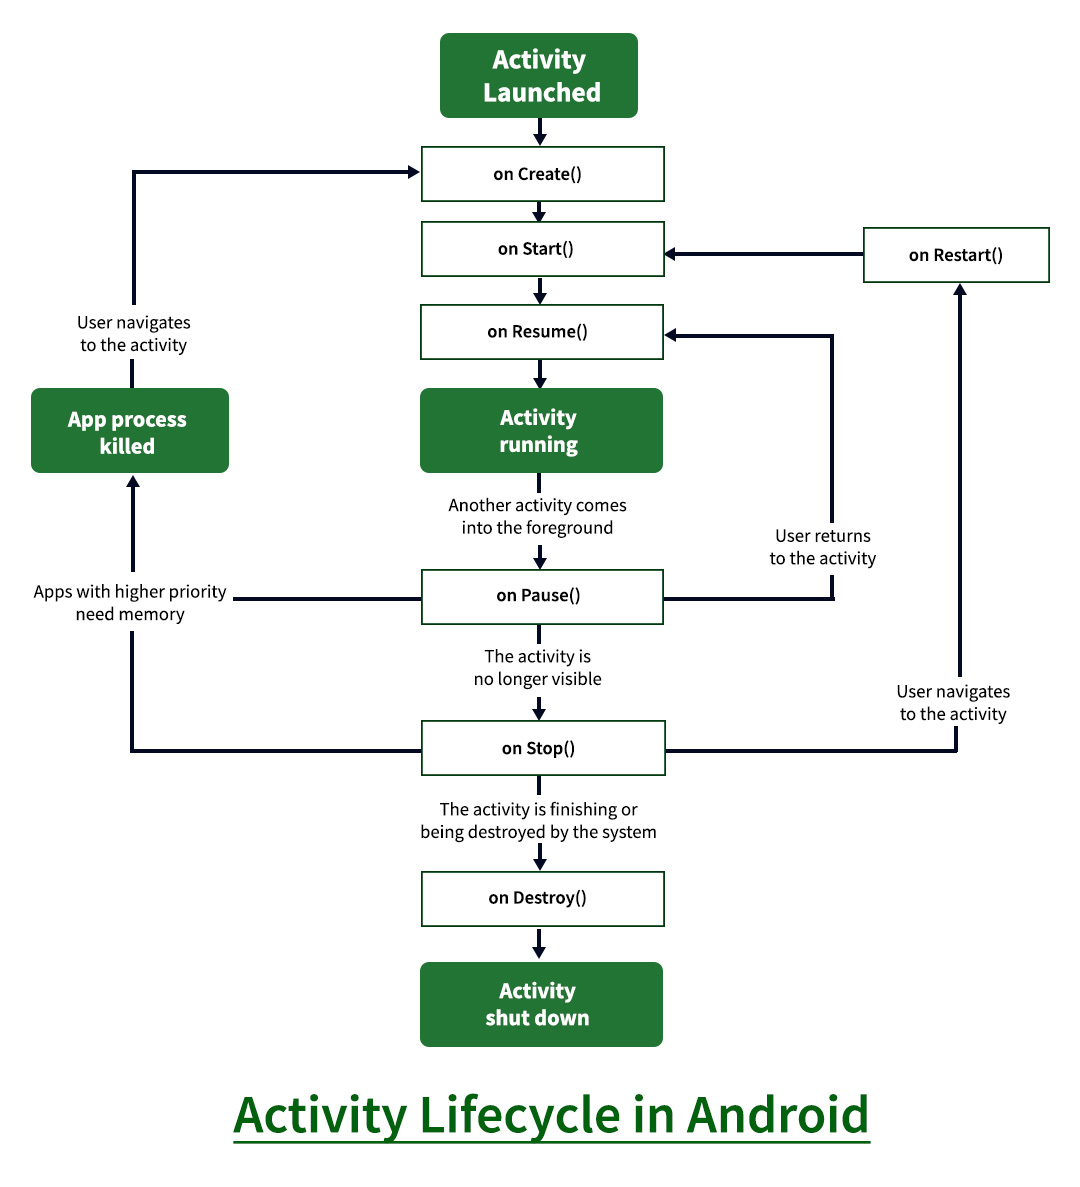 Activity
Launched
on Create()
on Start()
on Restart()
on Resume()
User navigates
to the activity
App process
killed
Activity
running
Another activity comes
into the foreground
User returns
to the activity
Apps with higher priority
need memory
on Pause()
The activity is
no longer visible
User navigates
to the activity
on Stop()
The activity is finishing or
being destroyed by the system
on Destroy()
Activity
shut down
Activity Lifecycle in Android